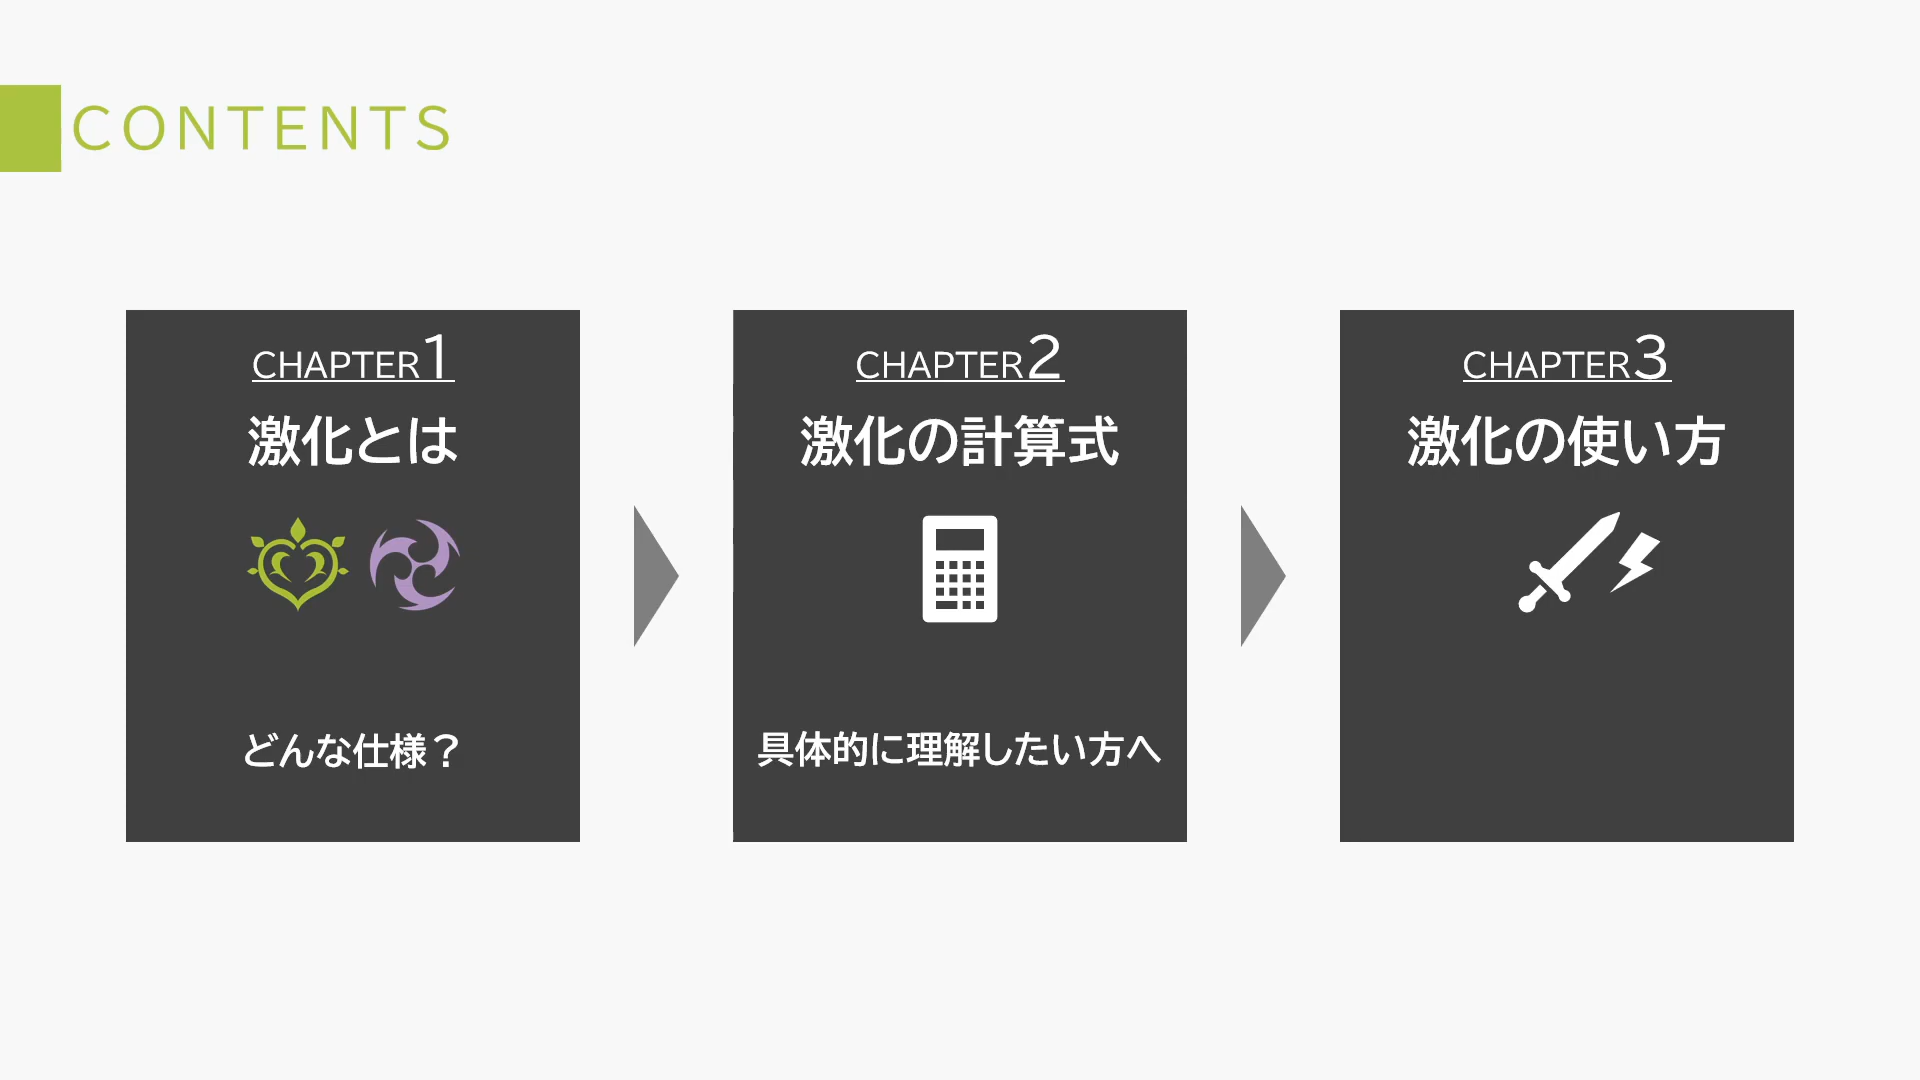 CONTENTS
CHAPTER1
激化とは
どんな仕様？
CHAPTER2
激化の計算式
具体的に理解したい方へ
CHAPTER3
激化の使い方